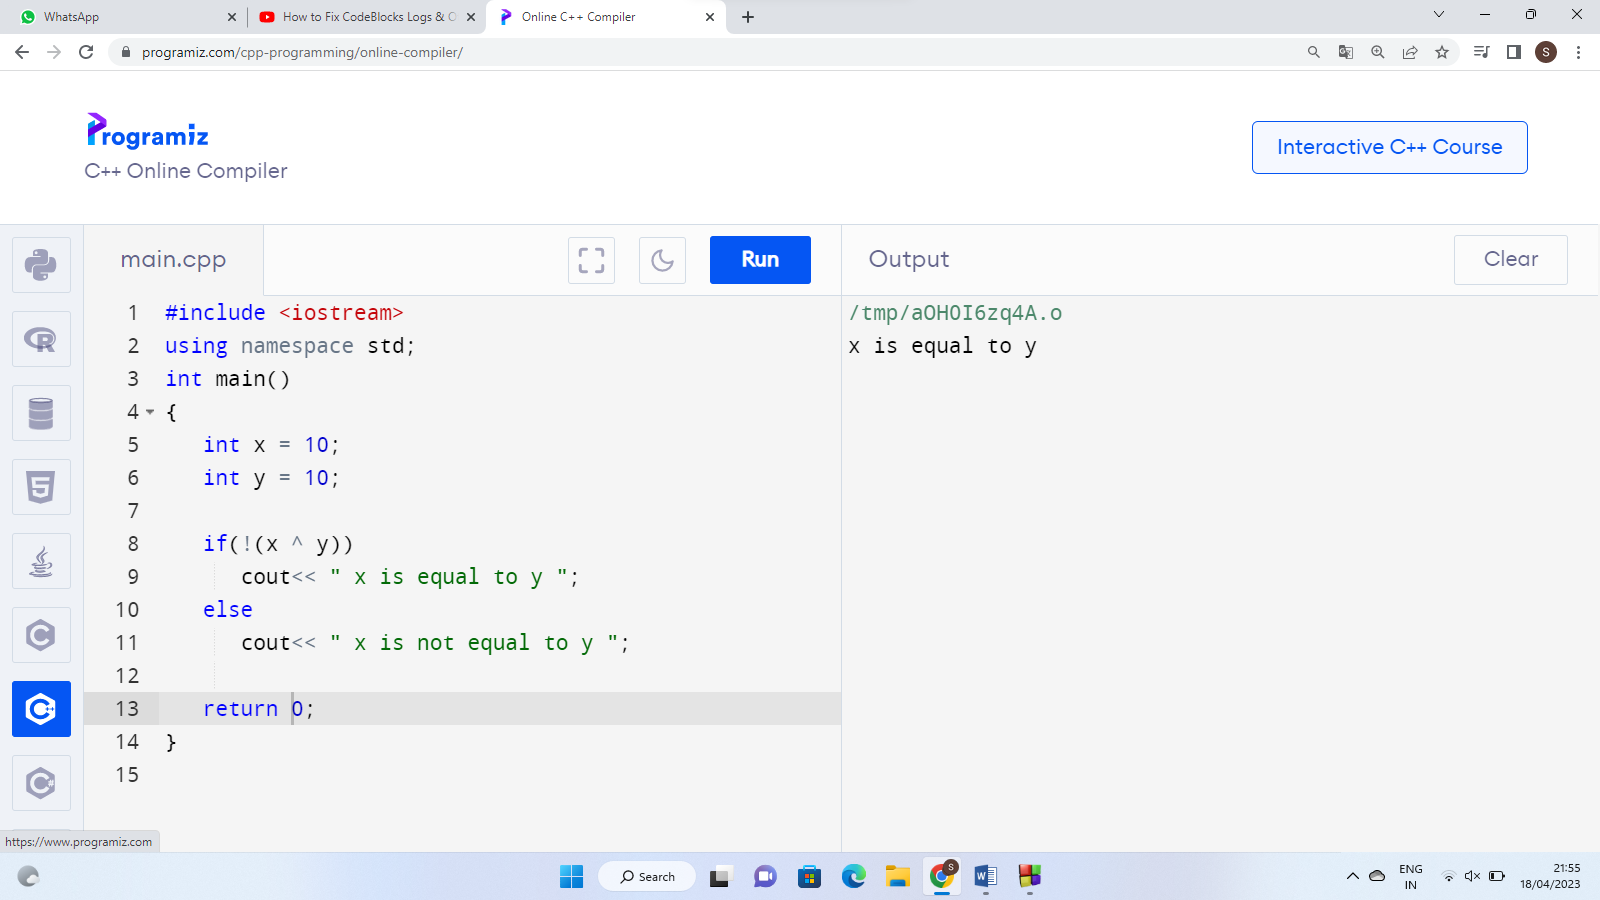 WhatsApp
How to Fix CodeBlocks Logs & O
Online C++ Compiler
programiz.com/cpp-programming/online-compiler/
S
Programiz
C++ Online Compiler
Interactive C++ Course
main.cpp
Run
Output
Clear
1 #include <iostream>
2 using namespace std;
3 int main()
4 {
5 int x = 10;
6 int y = 10;
7
8 if(!(x ^ y))
9 cout<< " x is equal to y ";
10 else
11 cout<< " x is not equal to y ";
12
13 return 0;
14 }
15
/tmp/aOHOI6zq4A.o
x is equal to y
https://www.programiz.com
Search
S
ENG
IN
21:55
18/04/2023